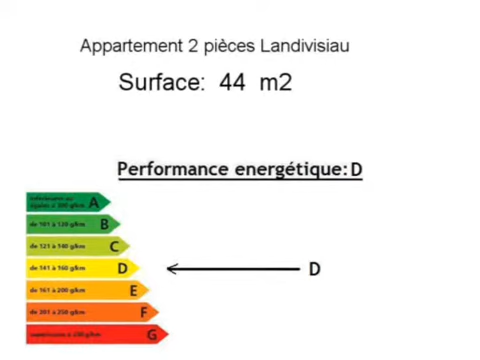 Appartement 2 pièces Landivisiau
Surface: 44 m2
Performance energétique: D
A
de 101 à 120 g/km B
de 121 à 140 g/km C
de 141 à 160 g/km D
D
de 161 à 200 g/km E
de 201 à 250 g/km F
G